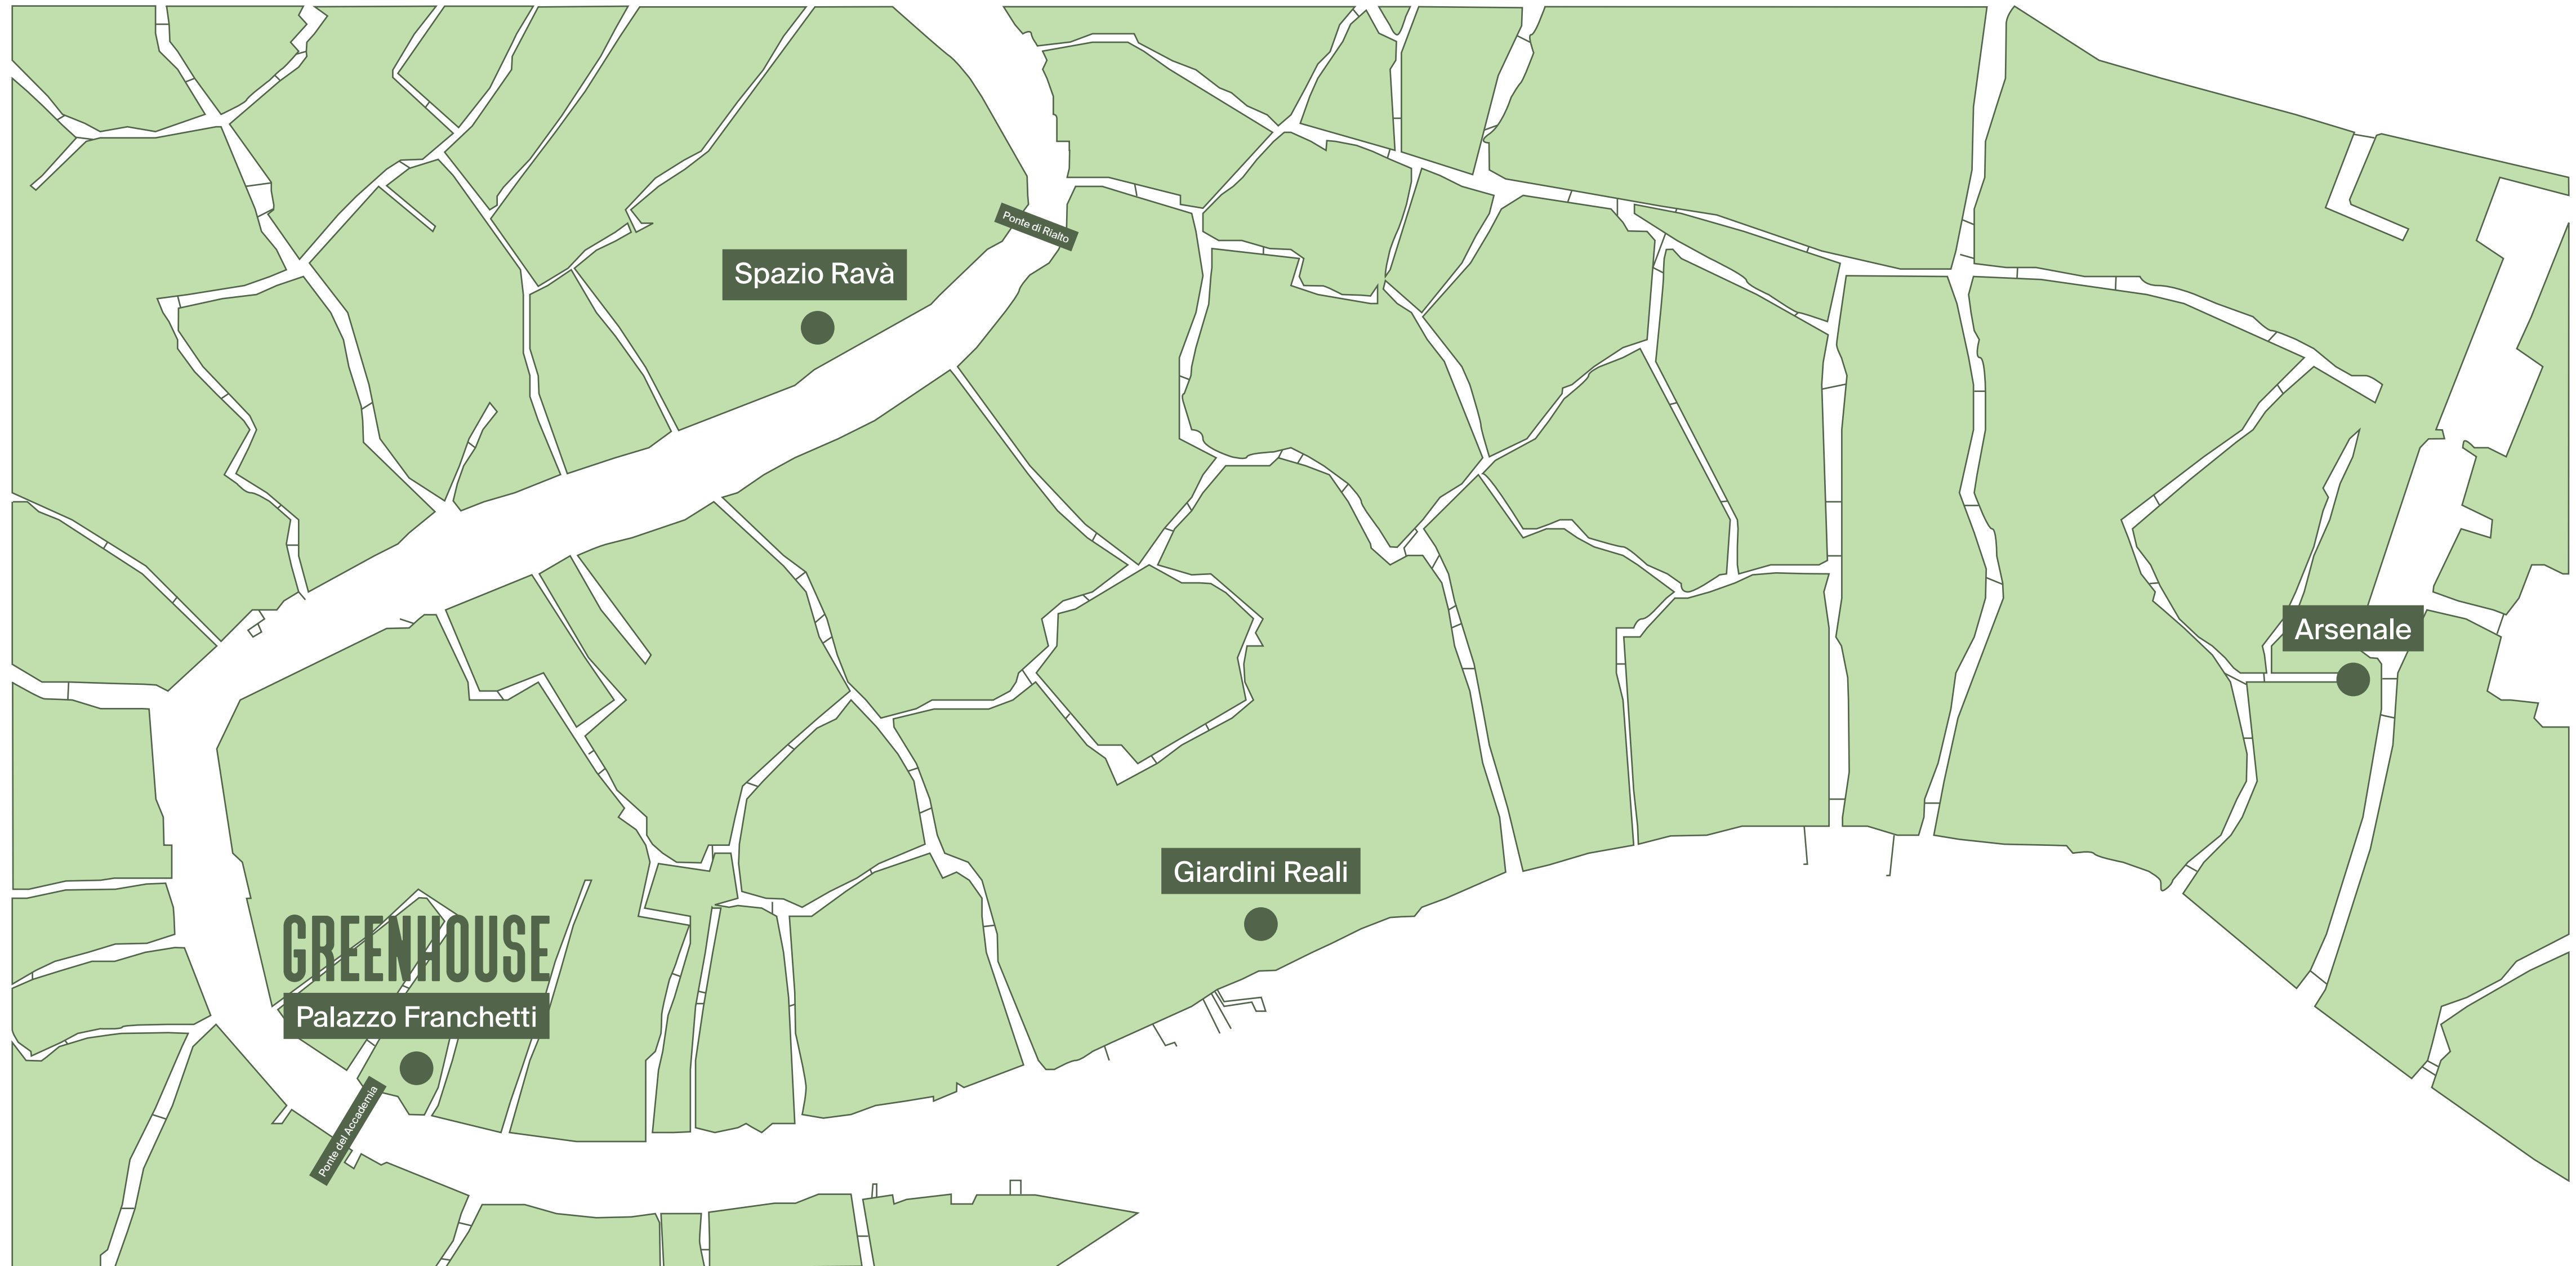 Ponte di Rialto
Spazio Ravà
Arsenale
Giardini Reali
GREENHOUSE
Palazzo Franchetti
Ponte del Accademia